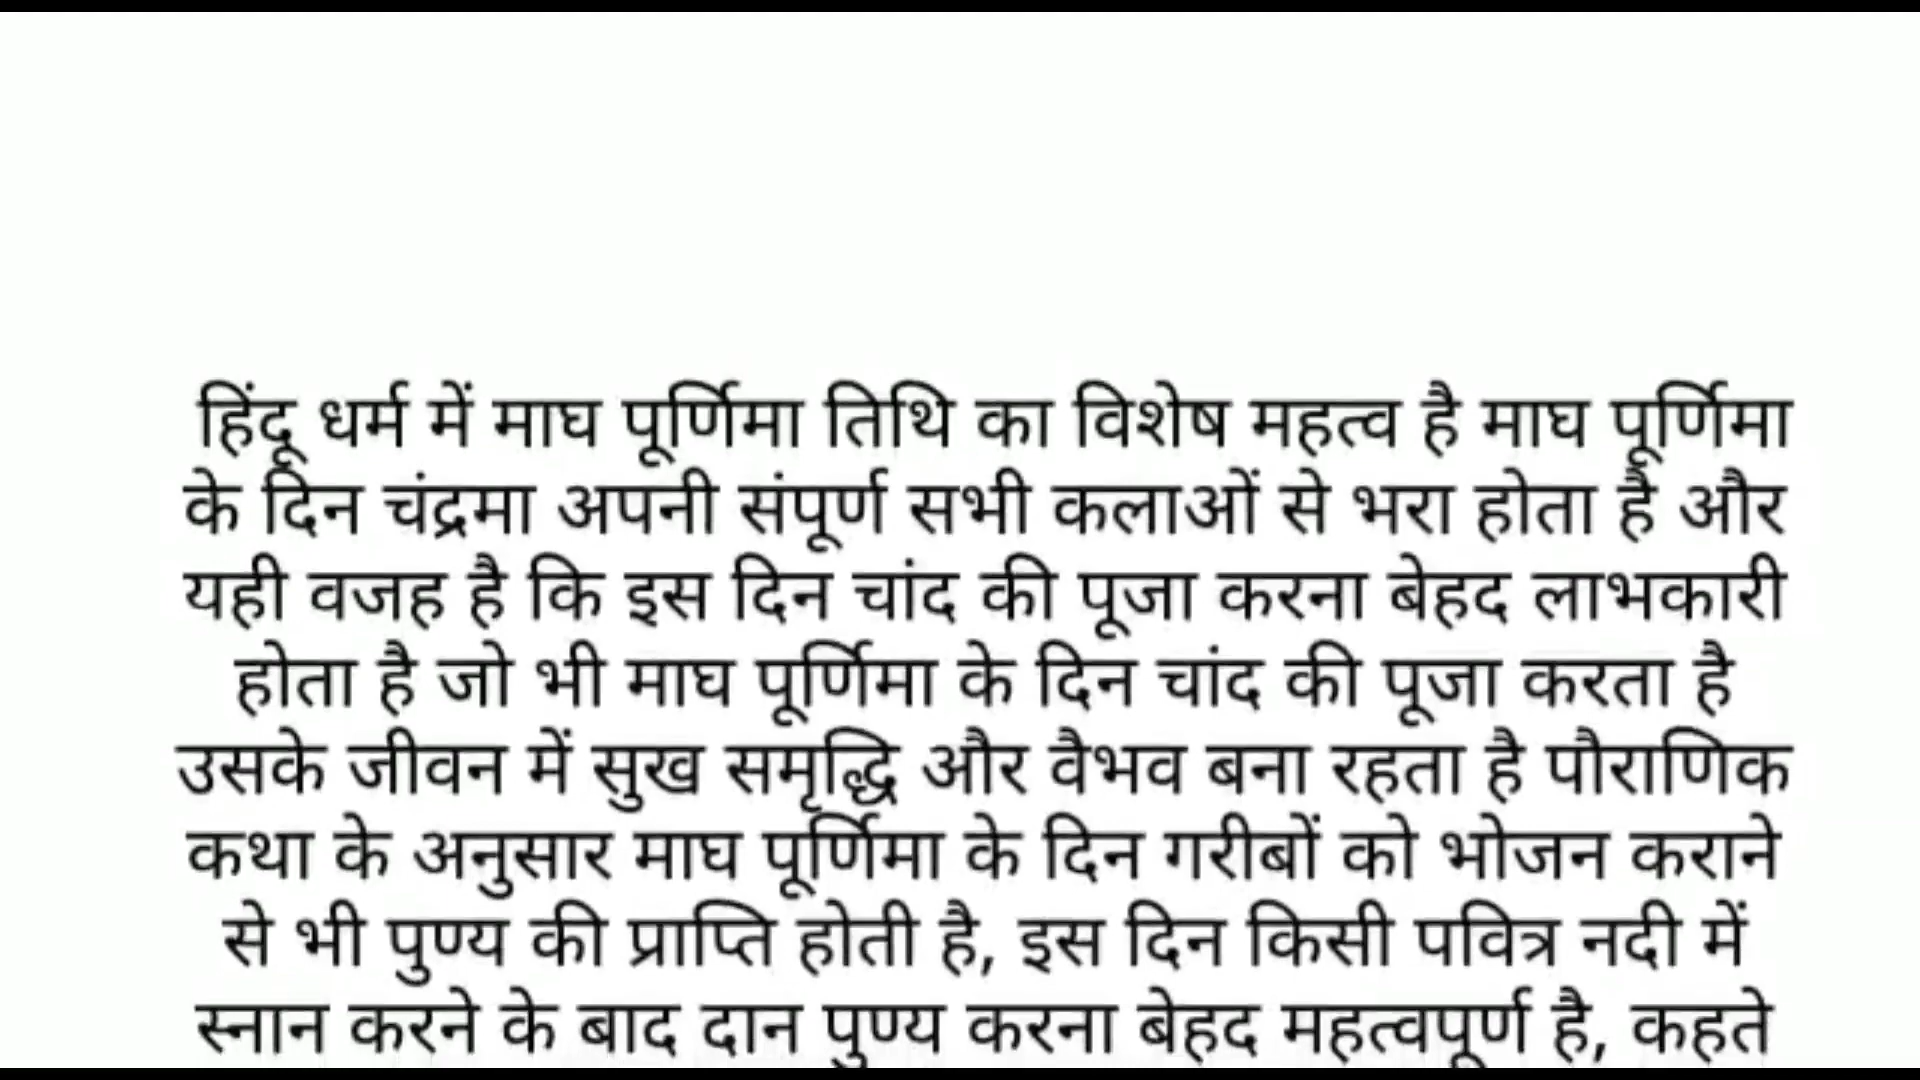 हिंदू धर्म में माघ पूर्णिमा तिथि का विशेष महत्व है माघ पूर्णिमा
के दिन चंद्रमा अपनी संपूर्ण सभी कलाओं से भरा होता है और
यही वजह है कि इस दिन चांद की पूजा करना बेहद लाभकारी
होता है जो भी माघ पूर्णिमा के दिन चांद की पूजा करता है
उसके जीवन में सुख समृद्धि और वैभव बना रहता है पौराणिक
कथा के अनुसार माघ पूर्णिमा के दिन गरीबों को भोजन कराने
से भी पुण्य की प्राप्ति होती है, इस दिन किसी पवित्र नदी में
स्नान करने के बाद दान पुण्य करना बेहद महत्वपूर्ण है, कहते